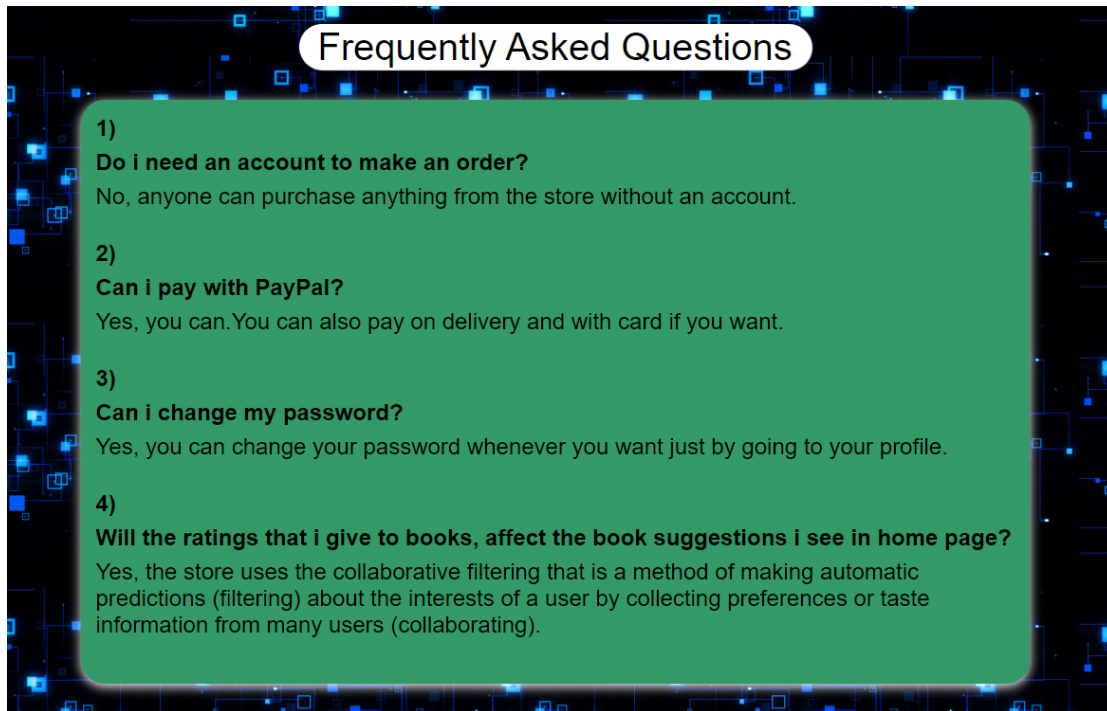 Frequently Asked Questions
1)
Do i need an account to make an order?
No, anyone can purchase anything from the store without an account.
2)
Can i pay with PayPal?
Yes, you can.You can also pay on delivery and with card if you want.
3)
Can i change my password?
Yes, you can change your password whenever you want just by going to your profile.
4)
Will the ratings that i give to books, affect the book suggestions i see in home page?
Yes, the store uses the collaborative filtering that is a method of making automatic
predictions (filtering) about the interests of a user by collecting preferences or taste
information from many users (collaborating).